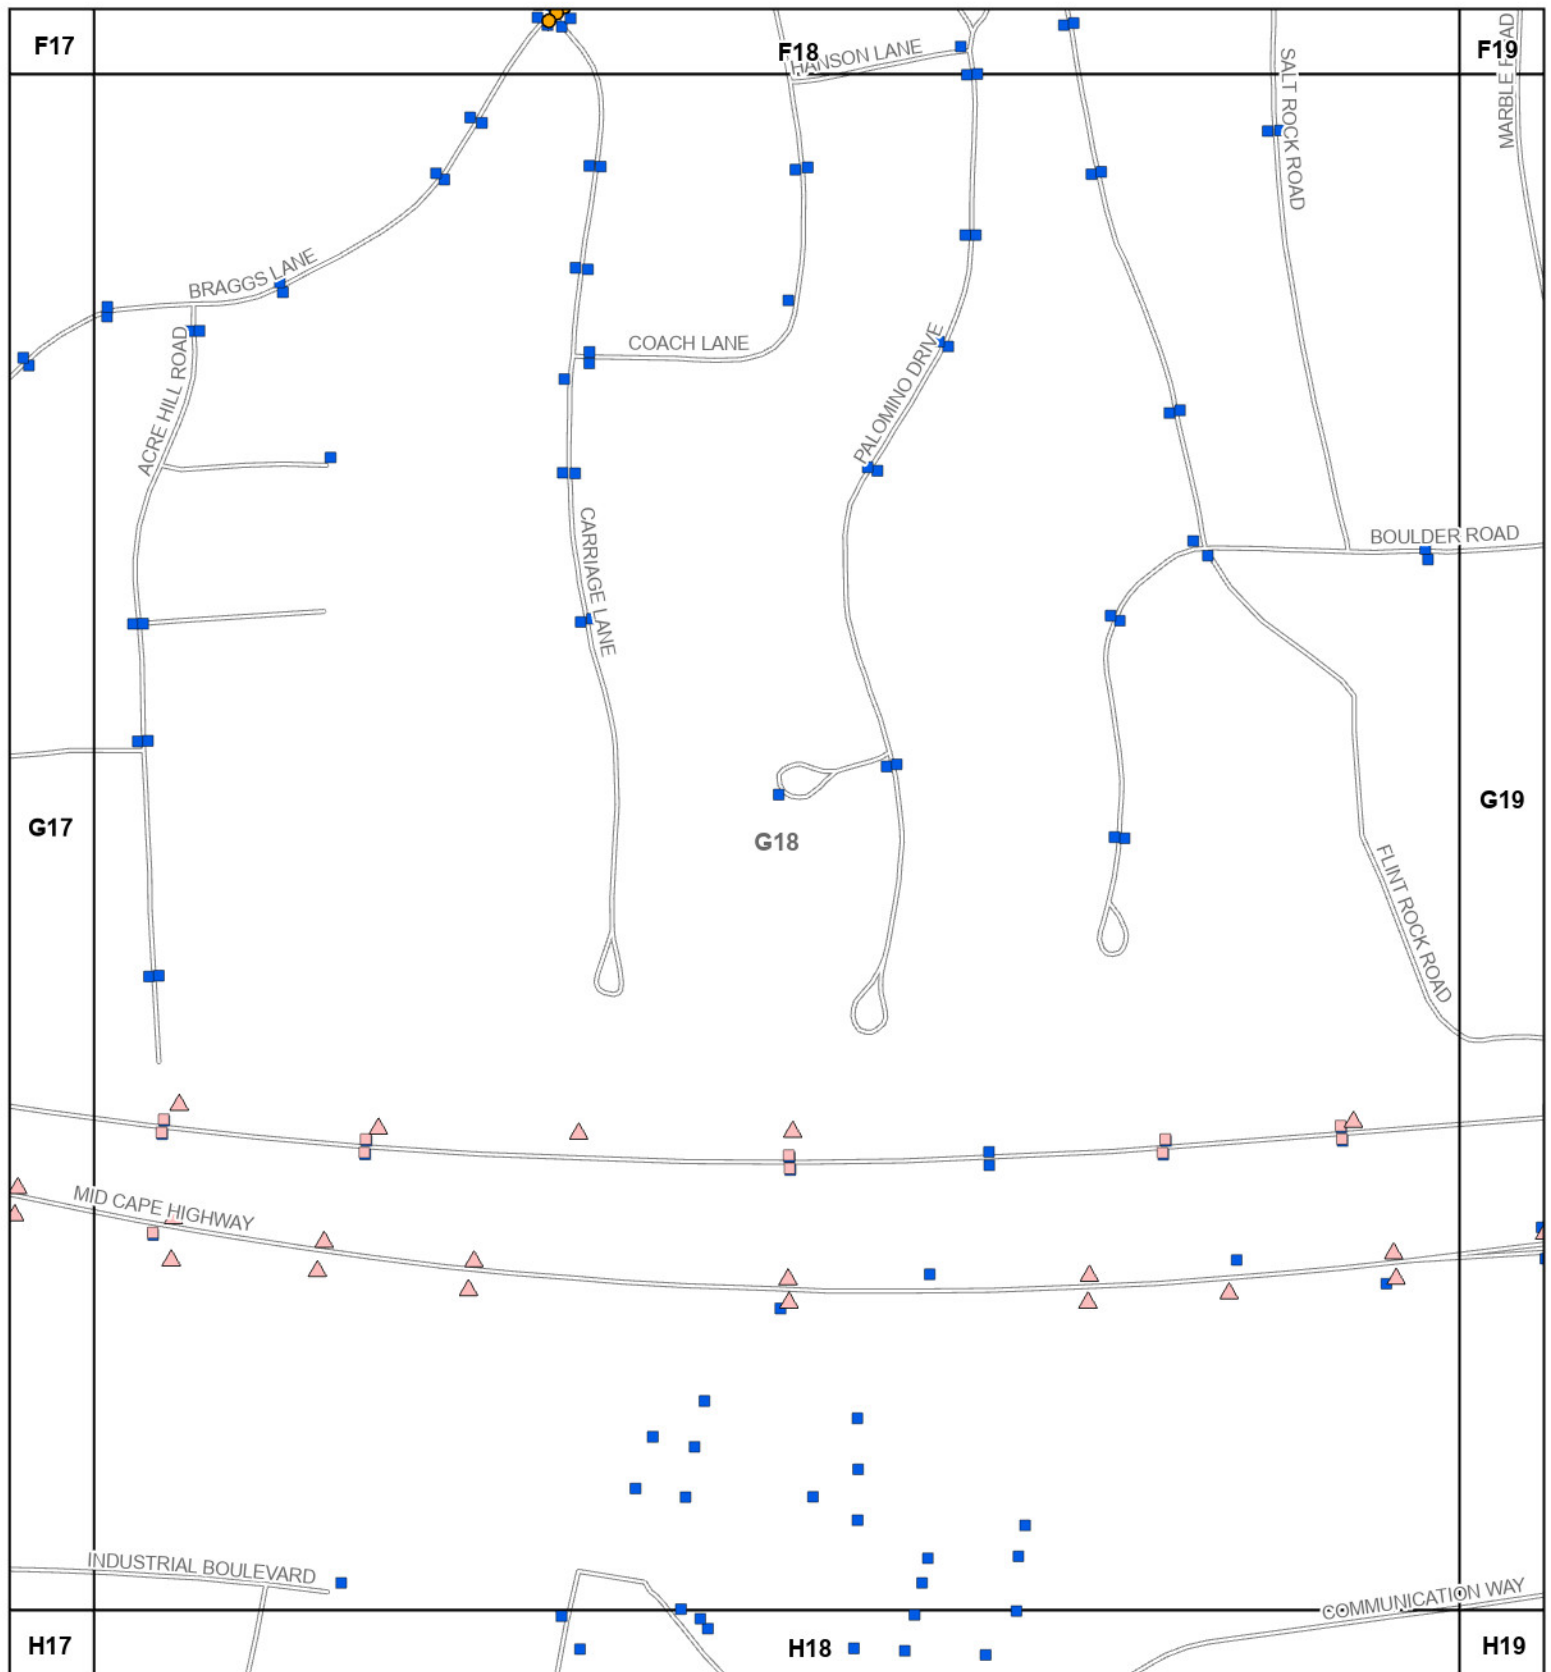 F17
F18
F19
HANSON LANE
MARBLE ROAD
SALT ROCK ROAD
BRAGGS LANE
ACRE HILL ROAD
COACH LANE
PALOMINO DRIVE
CARRIAGE LANE
BOULDER ROAD
G17
G18
G19
FLINT ROCK ROAD
MID CAPE HIGHWAY
INDUSTRIAL BOULEVARD
COMMUNICATION WAY
H17
H18
H19